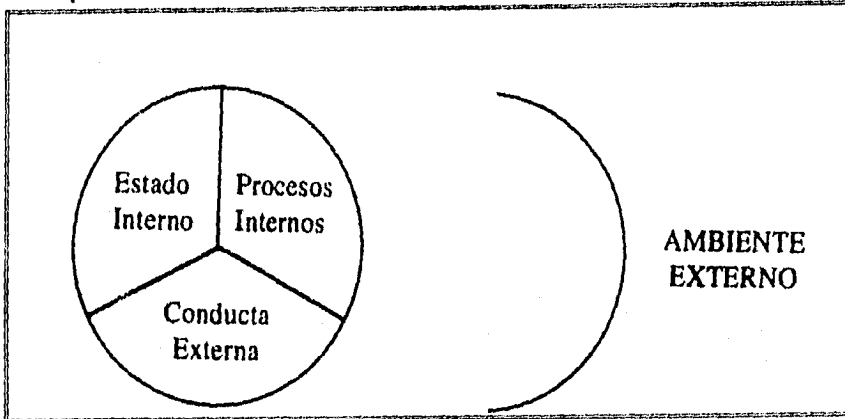 Estado
Interno
Procesos
Internos
Conducta
Externa
AMBIENTE
EXTERNO